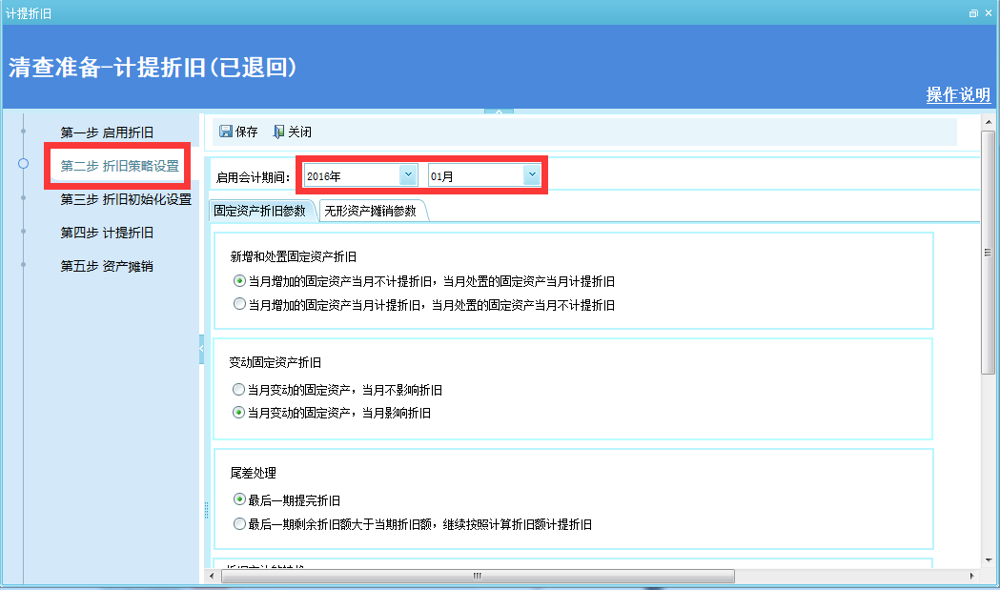 计提折旧
清查准备-计提折旧(已退回)
操作说明
第一步 启用折旧
第二步 折旧策略设置
第三步 折旧初始化设置
第四步 计提折旧
第五步 资产摊销
保存 关闭
启用会计期间： 2016年 01月
固定资产折旧参数 无形资产摊销参数
新增和处置固定资产折旧
当月增加的固定资产当月不计提折旧，当月处置的固定资产当月计提折旧
当月增加的固定资产当月计提折旧，当月处置的固定资产当月不计提折旧
变动固定资产折旧
当月变动的固定资产，当月不影响折旧
当月变动的固定资产，当月影响折旧
尾差处理
最后一期提完折旧
最后一期剩余折旧额大于当期折旧额，继续按照计算折旧额计提折旧